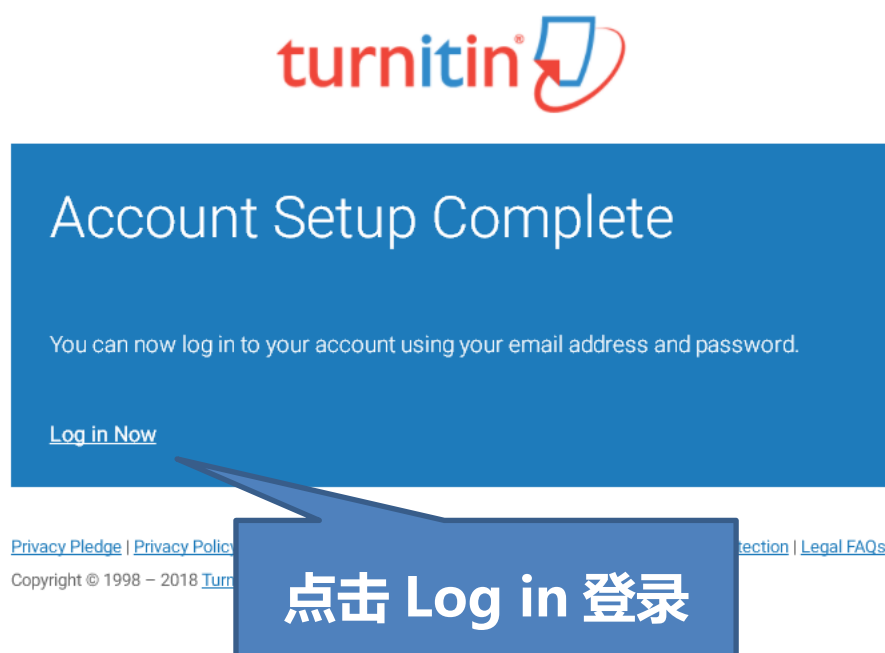 turnitin®
Account Setup Complete
You can now log in to your account using your email address and password.
Log in Now
Privacy Pledge | Privacy Policy
| Legal FAQs
Copyright © 1998 – 2018
点击 Log in 登录